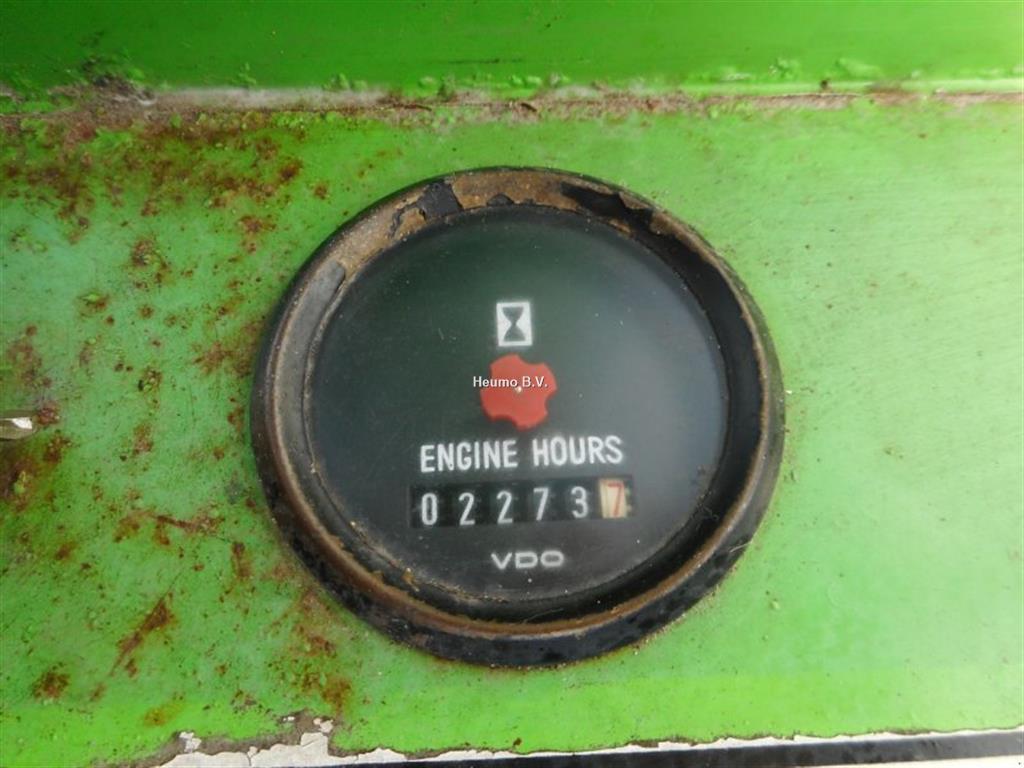 Heumo B.V.
ENGINE HOURS
022737
VDO